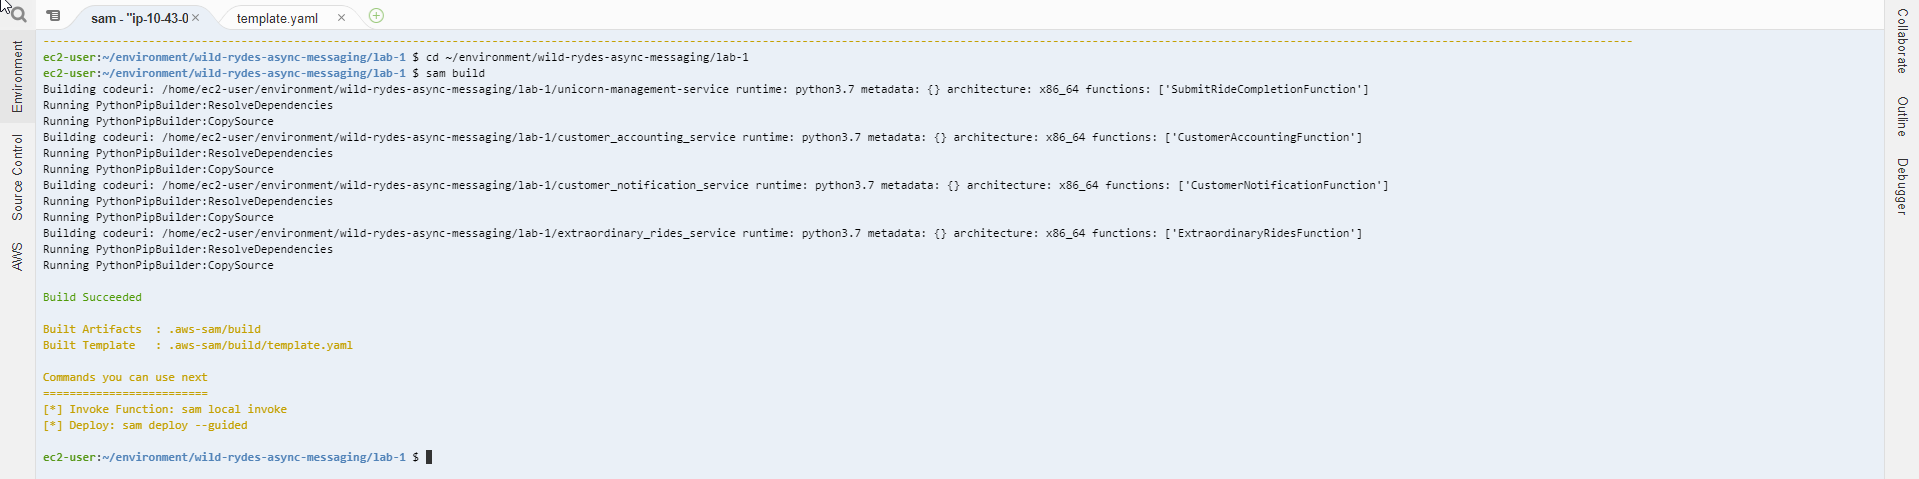 sam - "ip-10-43-0
template.yaml
Environment
Source Control
AWS
ec2-user:~/environment/wild-rydes-async-messaging/lab-1 $ cd ~/environment/wild-rydes-async-messaging/lab-1
ec2-user:~/environment/wild-rydes-async-messaging/lab-1 $ sam build
Building codeuri: /home/ec2-user/environment/wild-rydes-async-messaging/lab-1/unicorn-management-service runtime: python3.7 metadata: {} architecture: x86_64 functions: ['SubmitRideCompletionFunction']
Running PythonPipBuilder:ResolveDependencies
Running PythonPipBuilder:CopySource
Building codeuri: /home/ec2-user/environment/wild-rydes-async-messaging/lab-1/customer_accounting_service runtime: python3.7 metadata: {} architecture: x86_64 functions: ['CustomerAccountingFunction']
Running PythonPipBuilder:ResolveDependencies
Running PythonPipBuilder:CopySource
Building codeuri: /home/ec2-user/environment/wild-rydes-async-messaging/lab-1/customer_notification_service runtime: python3.7 metadata: {} architecture: x86_64 functions: ['CustomerNotificationFunction']
Running PythonPipBuilder:ResolveDependencies
Running PythonPipBuilder:CopySource
Building codeuri: /home/ec2-user/environment/wild-rydes-async-messaging/lab-1/extraordinary_rides_service runtime: python3.7 metadata: {} architecture: x86_64 functions: ['ExtraordinaryRidesFunction']
Running PythonPipBuilder:ResolveDependencies
Running PythonPipBuilder:CopySource
Build Succeeded
Built Artifacts  : .aws-sam/build
Built Template   : .aws-sam/build/template.yaml
Commands you can use next
=========================
[*] Invoke Function: sam local invoke
[*] Deploy: sam deploy --guided
ec2-user:~/environment/wild-rydes-async-messaging/lab-1 $
Collaborate
Outline
Debugger